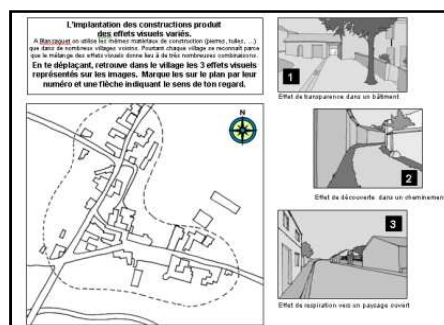 L'implantation des constructions produit
des effets visuels variés.
A Blanzaguet on utilise les mêmes matériaux de construction (pierres, tuiles, ...)
que dans de nombreux villages voisins. Pourtant chaque village se reconnaît parce
que le mélange des effets visuels donne lieu à de très nombreuses combinaisons.
En te déplaçant, retrouve dans le village les 3 effets visuels
représentés sur les images. Marque les sur le plan par leur
numéro et une flèche indiquant le sens de ton regard.
N
1
Effet de transparence dans un bâtiment
2
Effet de découverte dans un cheminement
3
Effet de respiration vers un paysage ouvert